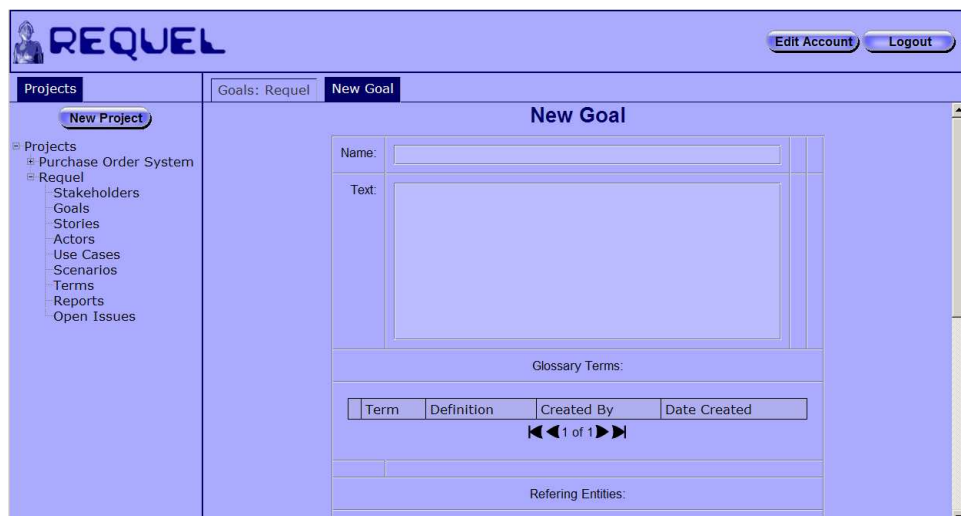 REQUEL
Edit Account
Logout
Projects
Goals: Requel
New Goal
New Project
New Goal
Projects
Purchase Order System
Requel
Stakeholders
Goals
Stories
Actors
Use Cases
Scenarios
Terms
Reports
Open Issues
Name:
Text:
Glossary Terms:
Term Definition Created By Date Created
1 of 1
Refering Entities: